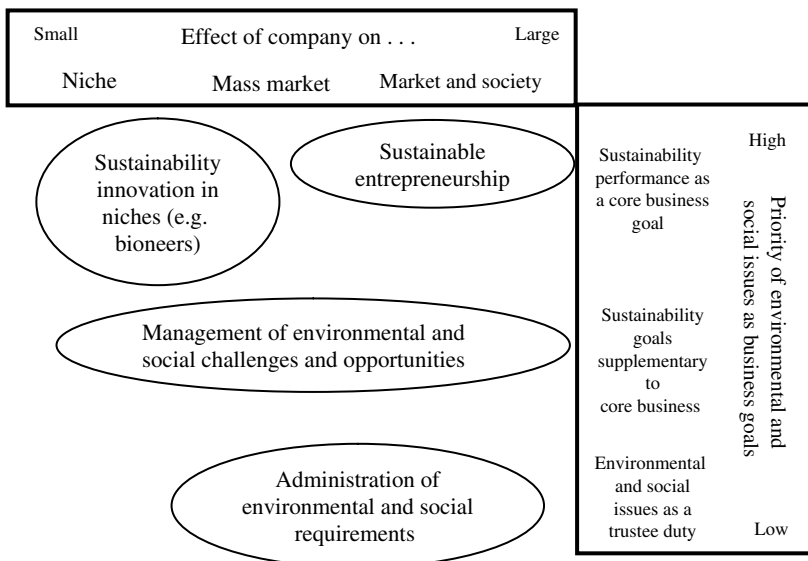 Small Effect of company on . . . Large
Niche Mass market Market and society
Sustainability
innovation in
niches (e.g.
bioneers)
Sustainable
entrepreneurship
Management of environmental and
social challenges and opportunities
Administration of
environmental and social
requirements
Sustainability
performance as
a core business
goal
Sustainability
goals
supplementary
to
core business
Environmental
and social
issues as a
trustee duty
High
Priority of environmental and
social issues as business goals
Low